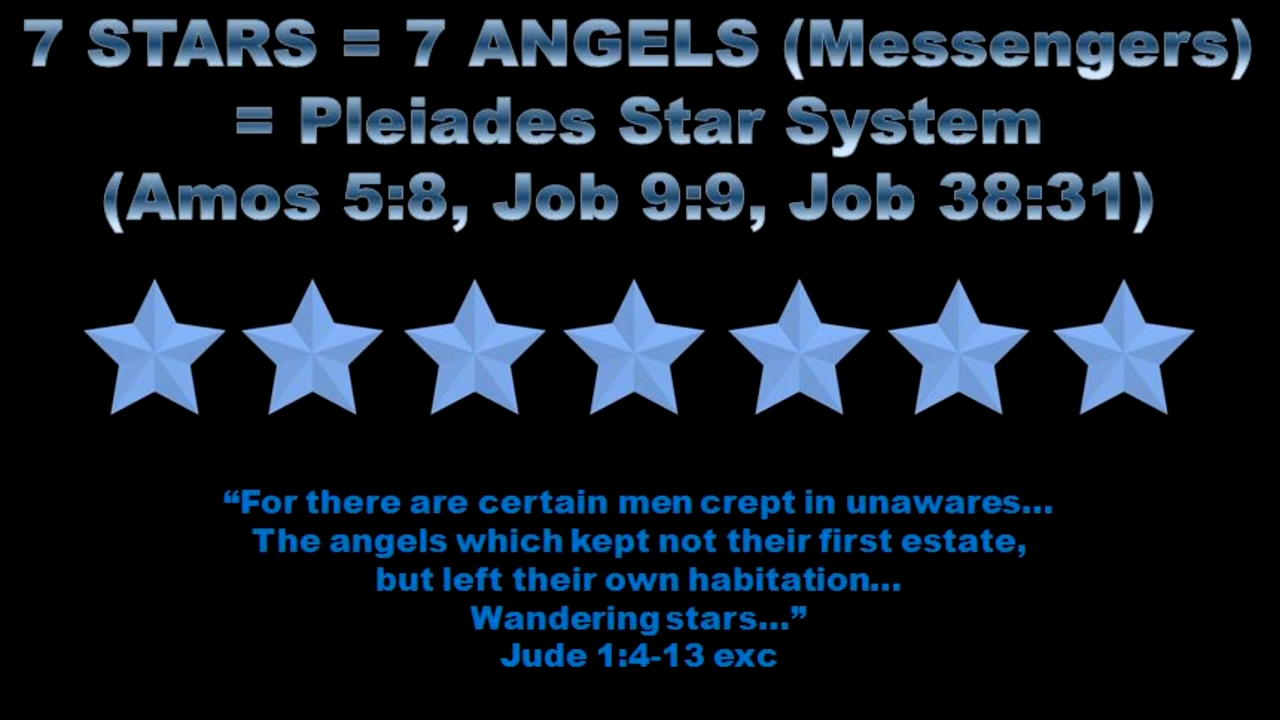 7 STARS = 7 ANGELS (Messengers)
= Pleiades Star System
(Amos 5:8, Job 9:9, Job 38:31)
“For there are certain men crept in unawares...
The angels which kept not their first estate,
but left their own habitation...
Wandering stars...”
Jude 1:4-13 exc